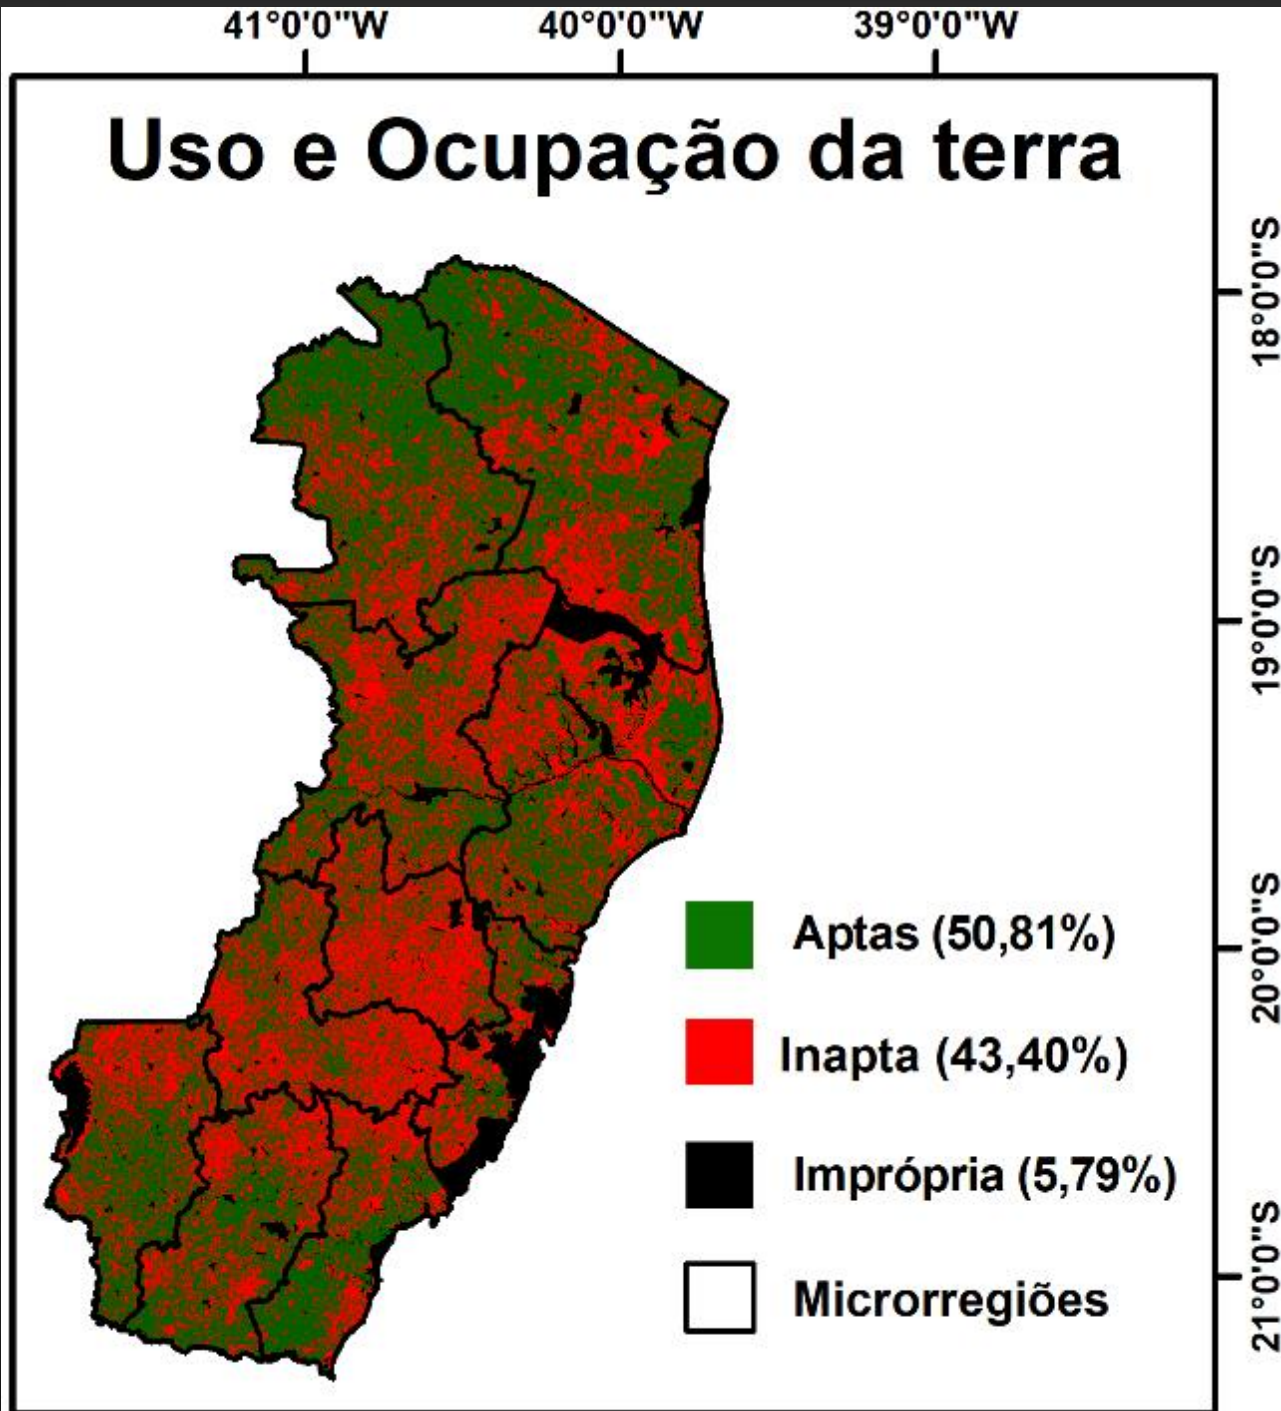 41°0'0"W 40°0'0"W 39°0'0"W
Uso e Ocupação da terra
18°0'0"S
19°0'0"S
20°0'0"S
21°0'0"S
Aptas (50,81%)
Inapta (43,40%)
Imprópria (5,79%)
Microrregiões